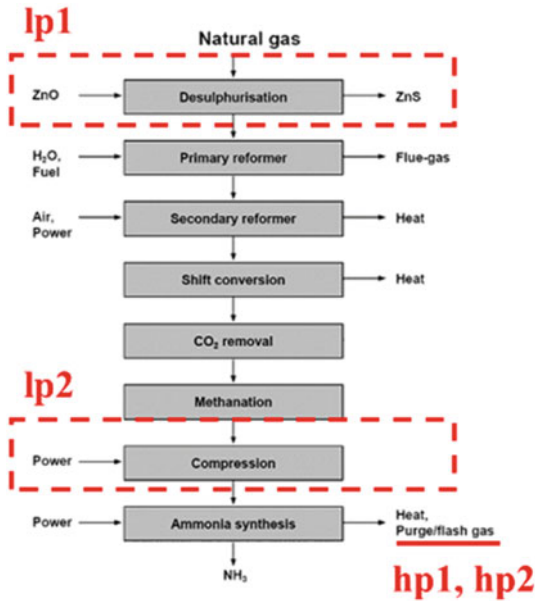 lp1
Natural gas
ZnO
Desulphurisation
ZnS
H₂O,
Fuel
Primary reformer
Flue-gas
Air,
Power
Secondary reformer
Heat
Shift conversion
Heat
CO₂ removal
lp2
Methanation
Power
Compression
Power
Ammonia synthesis
Heat,
Purge/flash gas
NH₃
hp1, hp2